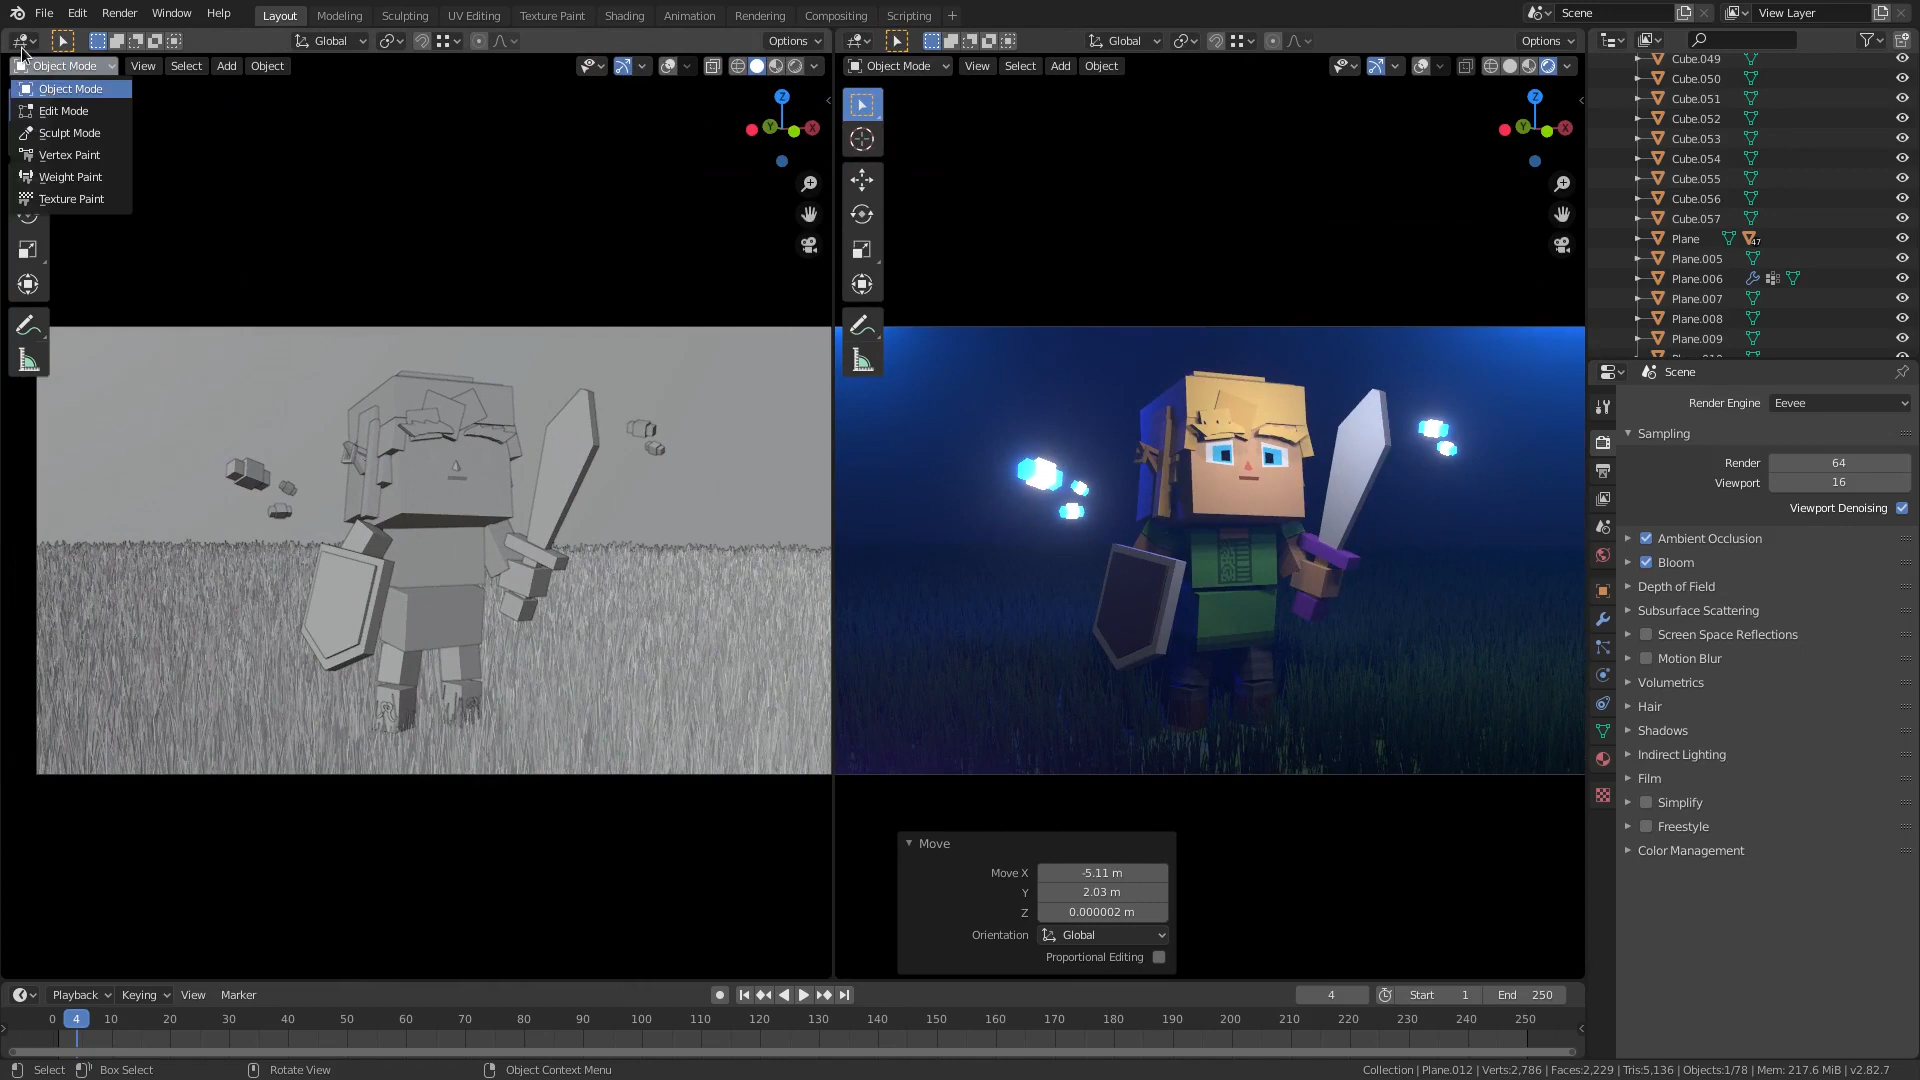 File Edit Render Window Help Layout Modeling Sculpting UV Editing Texture Paint Shading Animation Rendering Compositing Scripting + Scene View Layer
Global Options Global Options
Object Mode View Select Add Object Object Mode View Select Add Object
Object Mode
Edit Mode
Sculpt Mode
Vertex Paint
Weight Paint
Texture Paint
Z
Y
X
Z
Y
X
Cube.049
Cube.050
Cube.051
Cube.052
Cube.053
Cube.054
Cube.055
Cube.056
Cube.057
Plane 47
Plane.005
Plane.006
Plane.007
Plane.008
Plane.009
Scene
Render Engine Eevee
Sampling
Render 64
Viewport 16
Viewport Denoising
Ambient Occlusion
Bloom
Depth of Field
Subsurface Scattering
Screen Space Reflections
Motion Blur
Volumetrics
Hair
Shadows
Indirect Lighting
Film
Simplify
Freestyle
Color Management
Move
Move X -5.11 m
Y 2.03 m
Z 0.000002 m
Orientation Global
Proportional Editing
Playback Keying View Marker 4 Start 1 End 250
0 4 10 20 30 40 50 60 70 80 90 100 110 120 130 140 150 160 170 180 190 200 210 220 230 240 250
Select Box Select Rotate View Object Context Menu Collection | Plane.012 | Verts:2,786 | Faces:2,229 | Tris:5,136 | Objects:1/78 | Mem: 217.6 MiB | v2.82.7